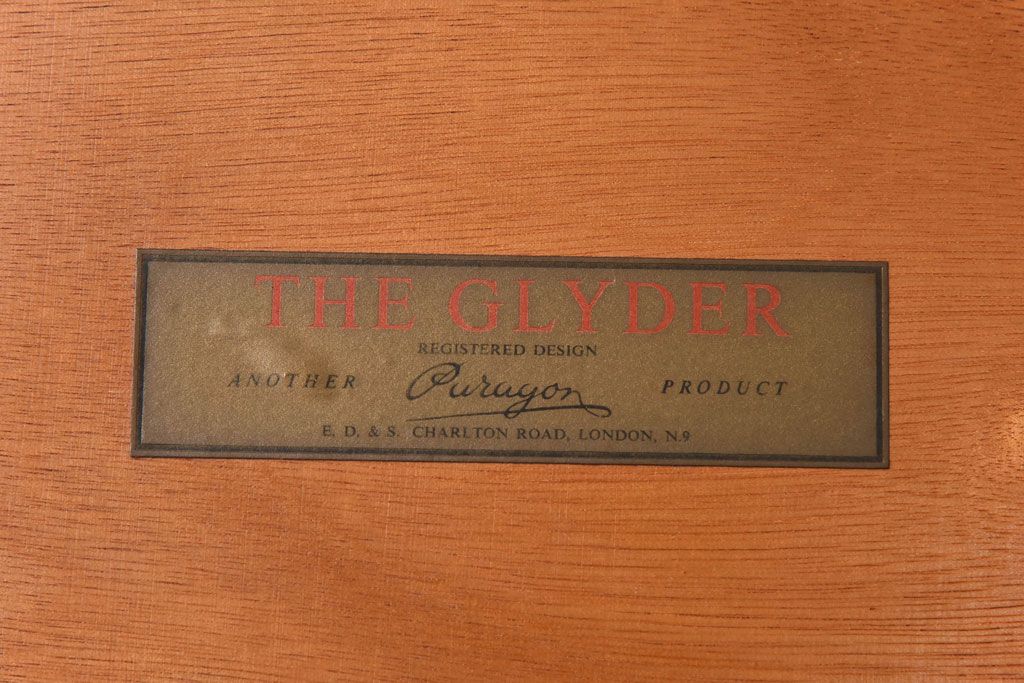 THE GLYDER
REGISTERED DESIGN
ANOTHER Paragon PRODUCT
E. D. & S. CHARLTON ROAD, LONDON, N.9